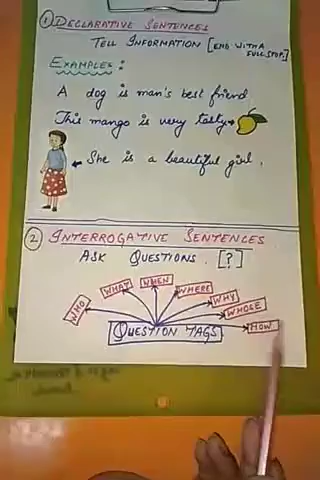 ① DECLARATIVE SENTENCES
TELL INFORMATION [END WITH A FULL STOP.]
EXAMPLES:
A dog is man's best friend
This mango is very tasty
She is a beautiful girl.
② INTERROGATIVE SENTENCES
ASK QUESTIONS. [?]
WHO
WHAT
WHEN
WHERE
WHY
WHOLE
HOW
QUESTION TAGS